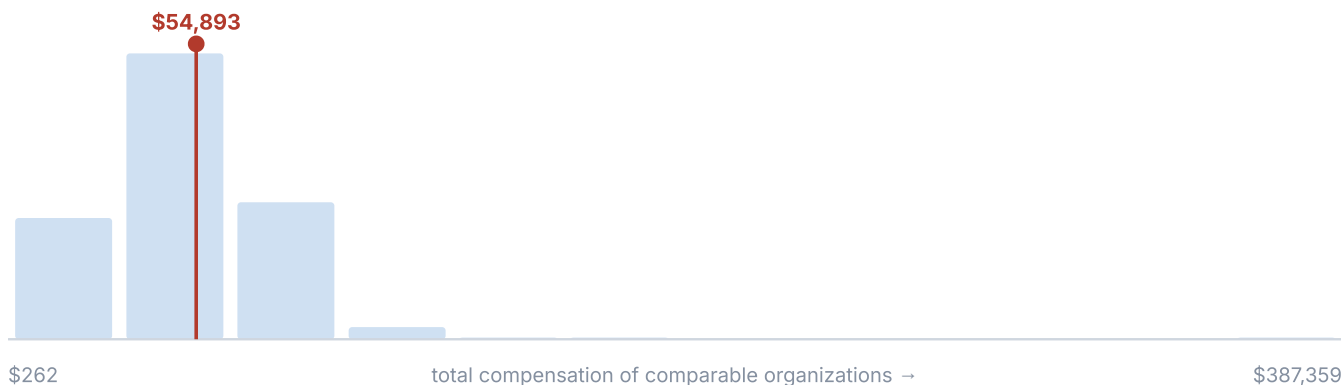 $54,893
$262 total compensation of comparable organizations → $387,359